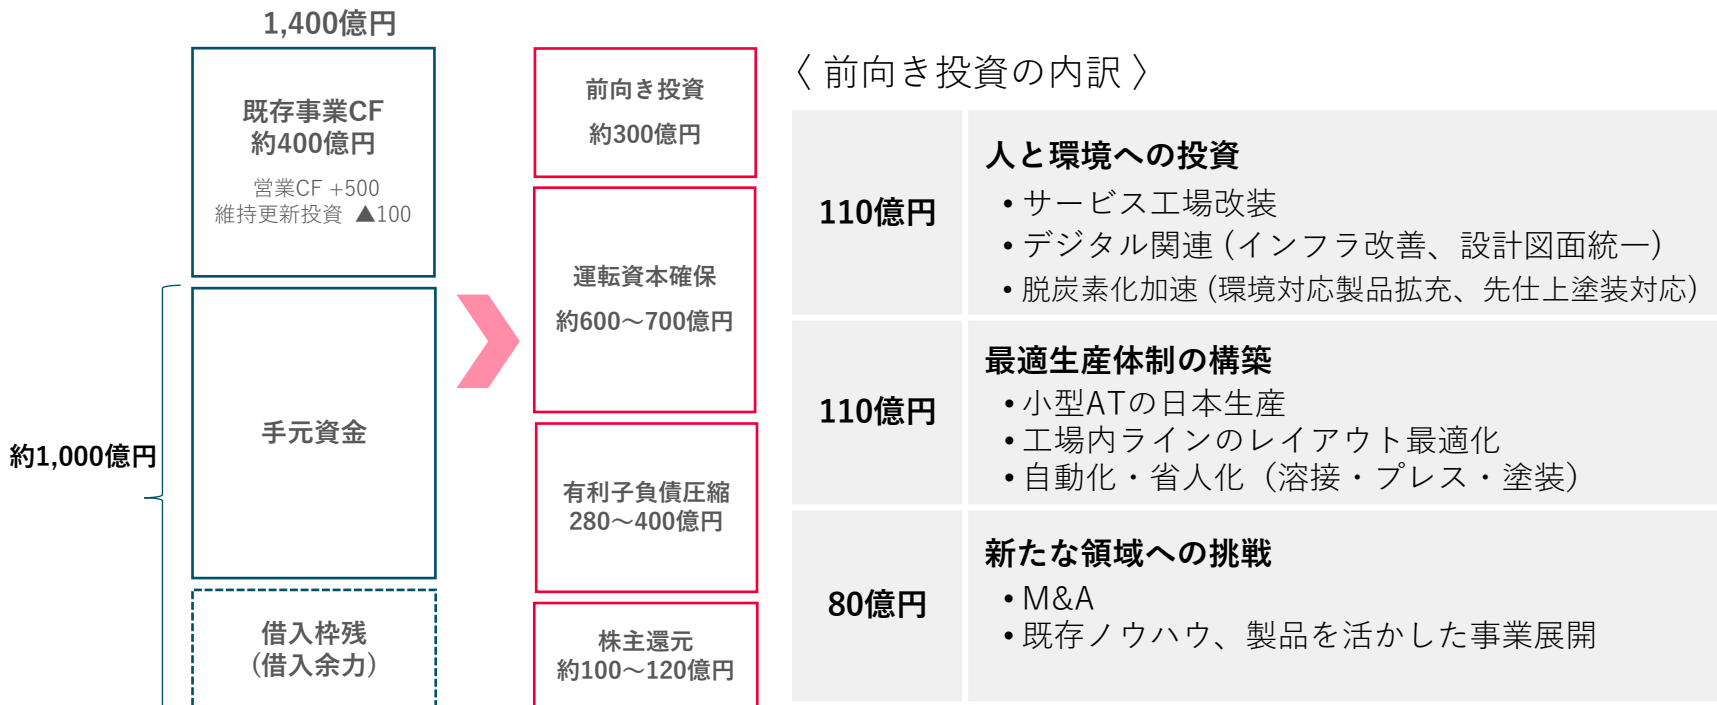 1,400億円
既存事業CF
約400億円
営業CF +500
維持更新投資 ▲100
約1,000億円
手元資金
借入枠残
(借入余力)
前向き投資
約300億円
運転資本確保
約600～700億円
有利子負債圧縮
280～400億円
株主還元
約100～120億円
〈 前向き投資の内訳 〉
110億円
人と環境への投資
• サービス工場改装
• デジタル関連 (インフラ改善、設計図面統一)
• 脱炭素化加速 (環境対応製品拡充、先仕上塗装対応)
110億円
最適生産体制の構築
• 小型ATの日本生産
• 工場内ラインのレイアウト最適化
• 自動化・省人化（溶接・プレス・塗装）
80億円
新たな領域への挑戦
• M&A
• 既存ノウハウ、製品を活かした事業展開